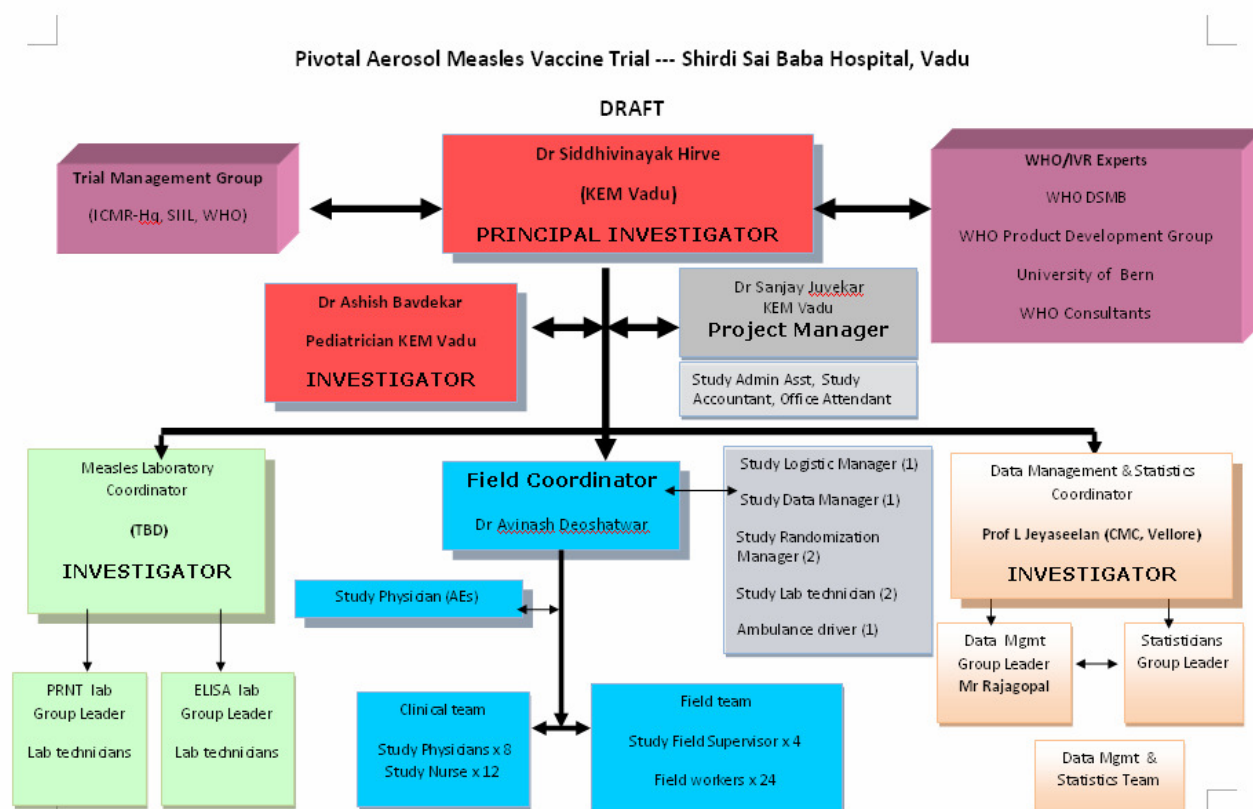 Pivotal Aerosol Measles Vaccine Trial --- Shirdi Sai Baba Hospital, Vadu
DRAFT
Trial Management Group
(ICMR-Hq, SIIL, WHO)
Dr Siddhivinayak Hirve
(KEM Vadu)
PRINCIPAL INVESTIGATOR
WHO/IVR Experts
WHO DSMB
WHO Product Development Group
University of Bern
WHO Consultants
Dr Ashish Bavdekar
Pediatrician KEM Vadu
INVESTIGATOR
Dr Sanjay Juvekar
KEM Vadu
Project Manager
Study Admin Asst, Study
Accountant, Office Attendant
Measles Laboratory
Coordinator
(TBD)
INVESTIGATOR
Field Coordinator
Dr Avinash Deoshatwar
Study Logistic Manager (1)
Study Data Manager (1)
Study Randomization
Manager (2)
Study Lab technician (2)
Ambulance driver (1)
Data Management & Statistics
Coordinator
Prof L Jeyaseelan (CMC, Vellore)
INVESTIGATOR
Study Physician (AEs)
PRNT lab
Group Leader
Lab technicians
ELISA lab
Group Leader
Lab technicians
Clinical team
Study Physicians x 8
Study Nurse x 12
Field team
Study Field Supervisor x 4
Field workers x 24
Data Mgmt
Group Leader
Mr Rajagopal
Statisticians
Group Leader
Data Mgmt &
Statistics Team